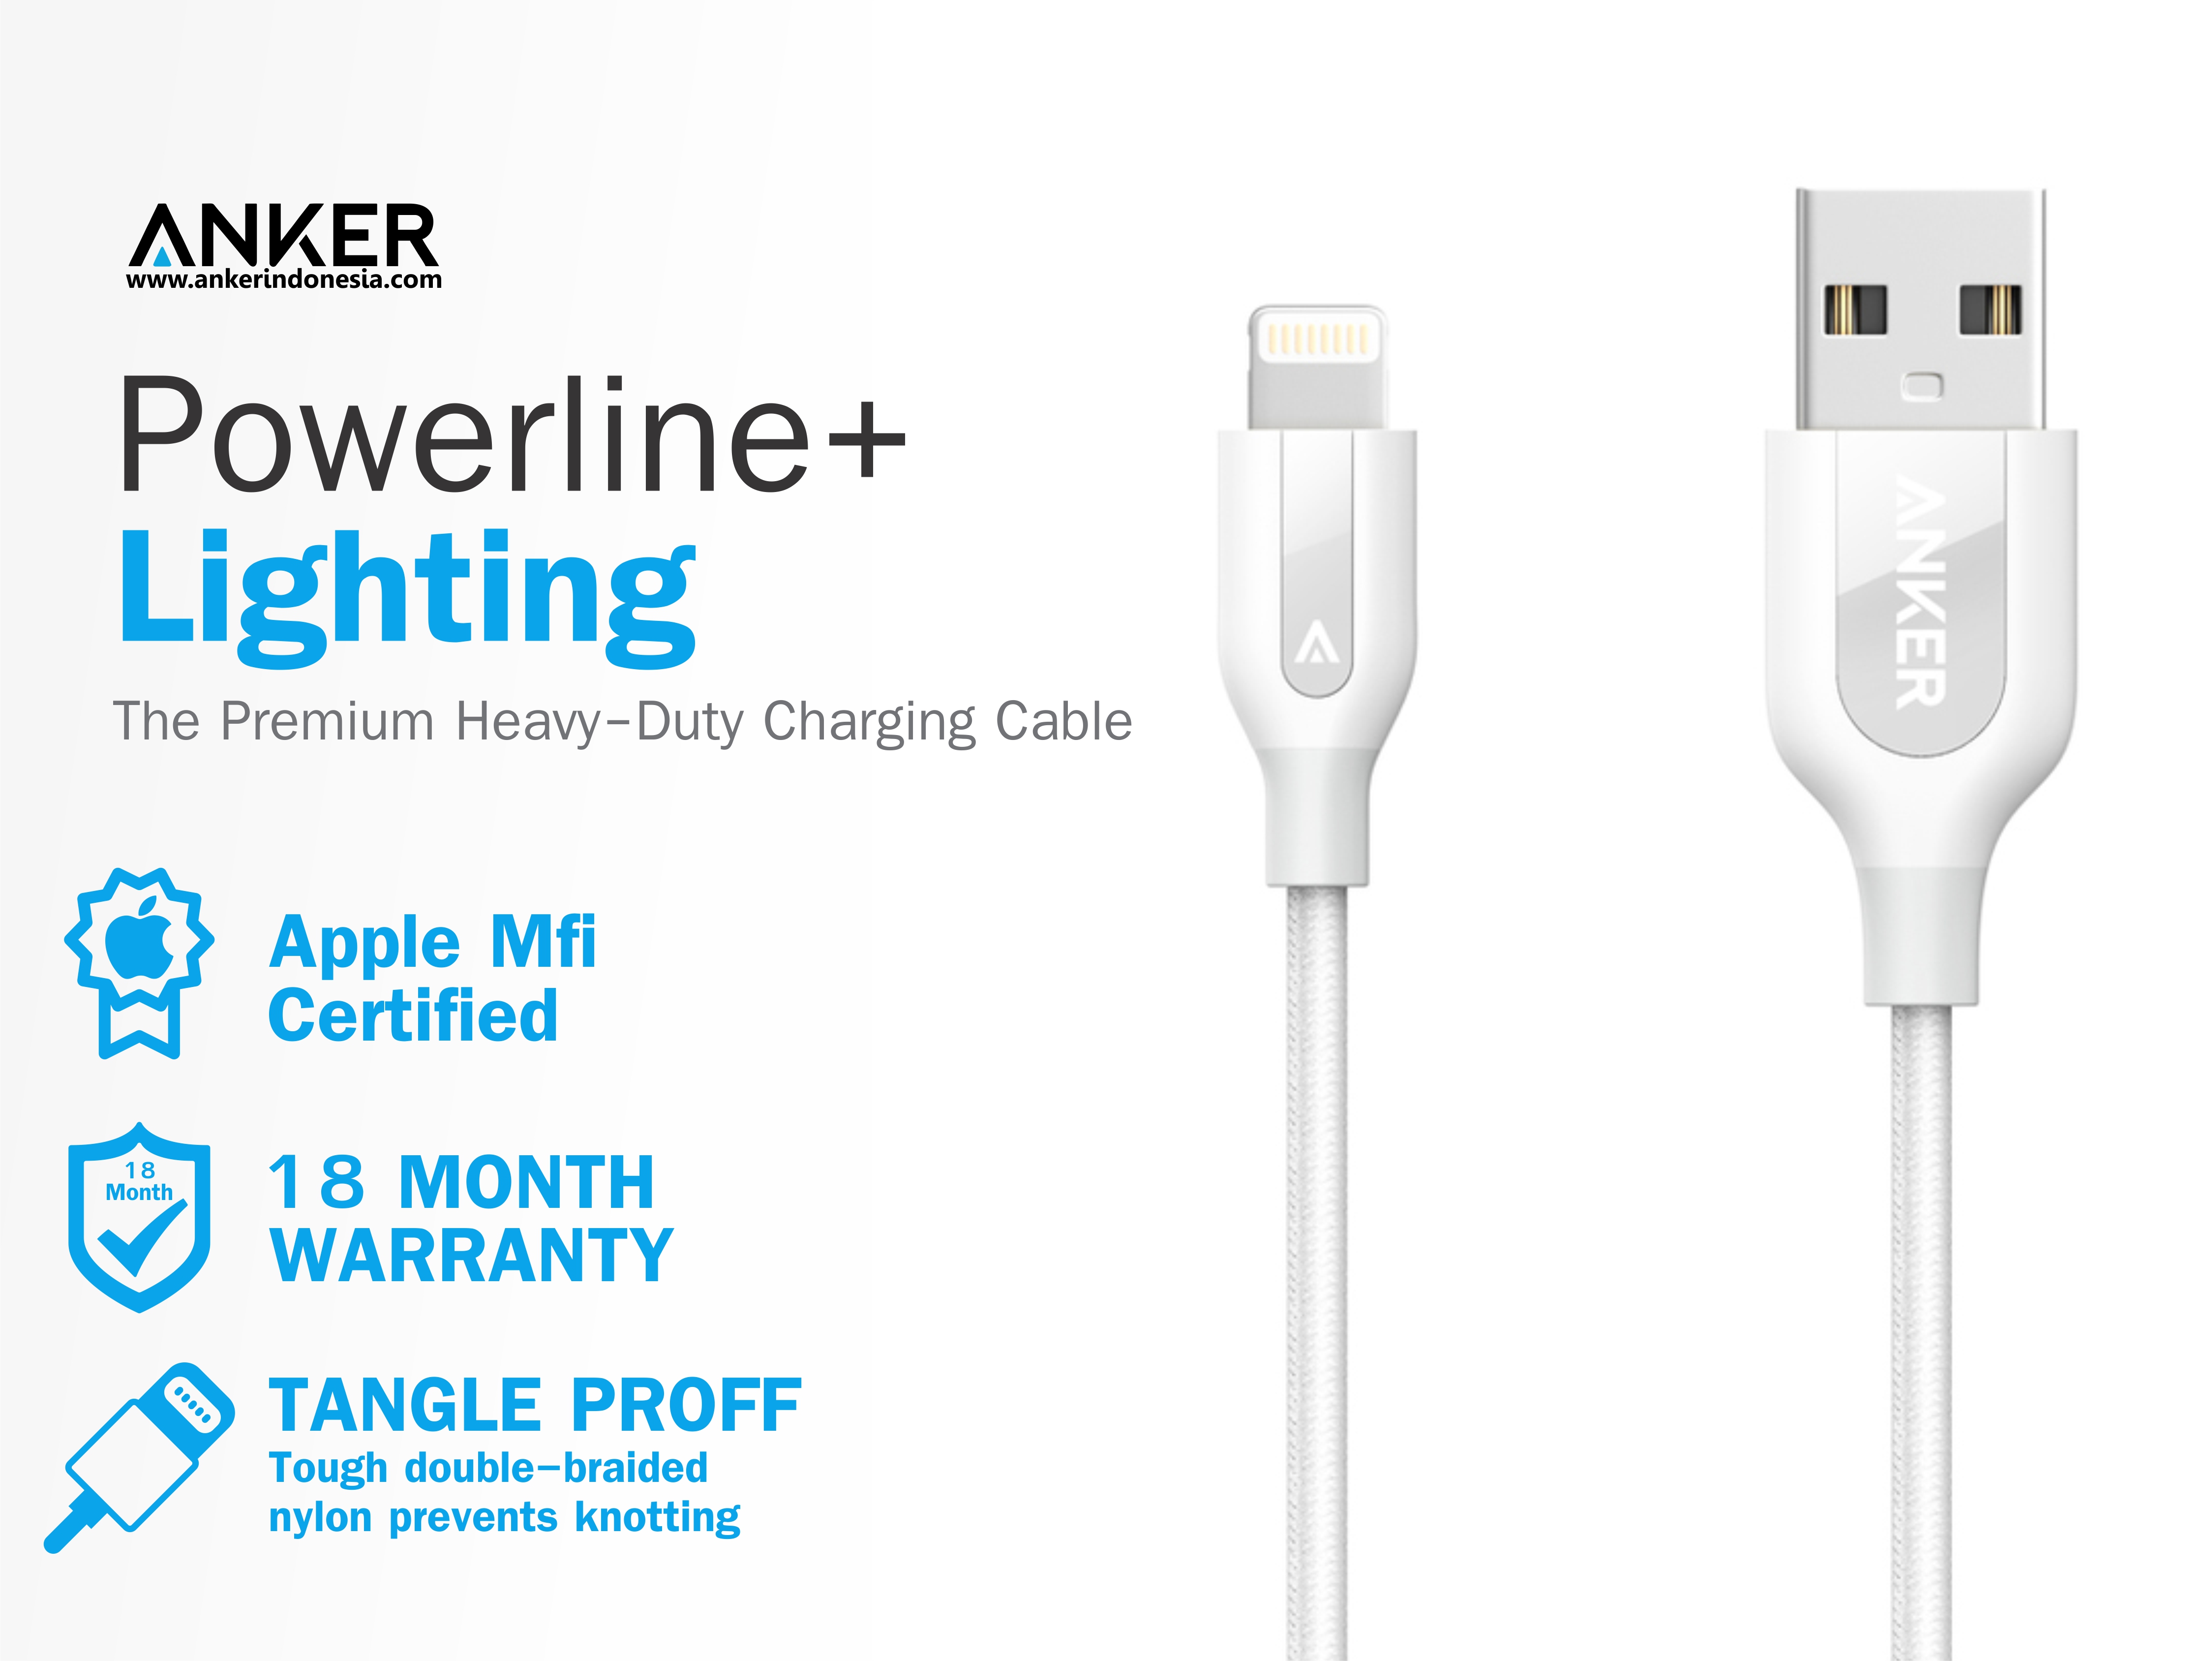 ANKER
www.ankerindonesia.com
Powerline+
Lighting
The Premium Heavy-Duty Charging Cable
Apple Mfi
Certified
18
Month
18 MONTH
WARRANTY
TANGLE PROFF
Tough double-braided
nylon prevents knotting
ANKER